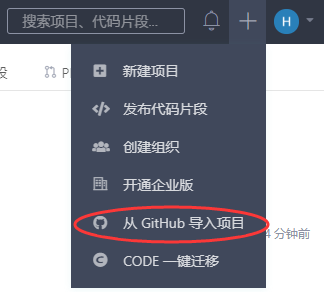 搜索项目、代码片段... H
新建项目
段
发布代码片段
创建组织
开通企业版
从 GitHub 导入项目
4 分钟前
CODE 一键迁移